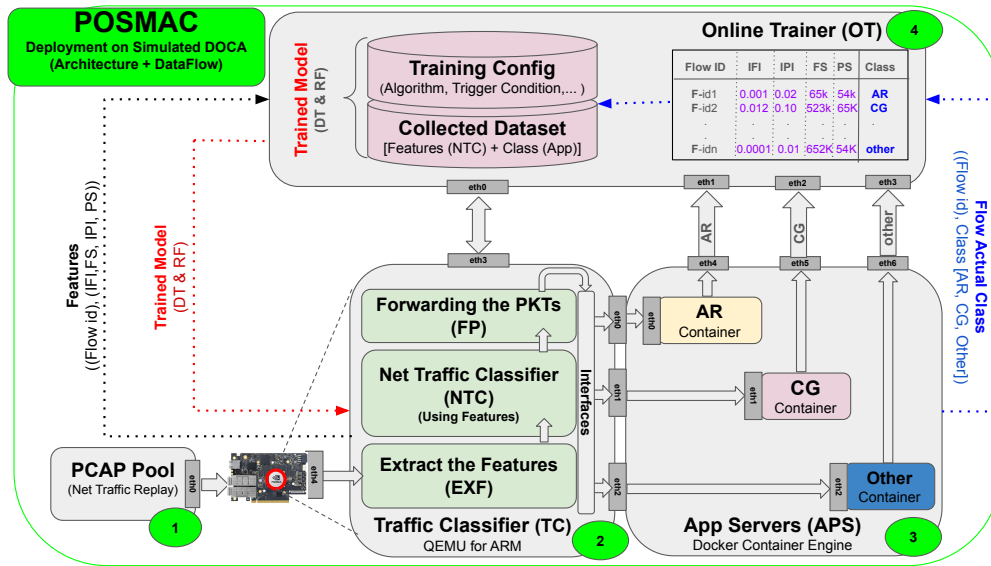 POSMAC
Deployment on Simulated DOCA
(Architecture + DataFlow)
Online Trainer (OT)
4
Trained Model
(DT & RF)
Training Config
(Algorithm, Trigger Condition,... )
Collected Dataset
[Features (NTC) + Class (App)]
Flow ID IFI IPI FS PS Class
F-id1 0.001 0.02 65k 54k AR
F-id2 0.012 0.10 523k 65K CG
. . . . . .
. . . . . .
F-idn 0.0001 0.01 652K 54K other
eth0
eth1
eth2
eth3
Features
((Flow id), (IFI,FS, IPI, PS))
Trained Model
(DT & RF)
AR
CG
other
Flow Actual Class
((Flow id), Class [AR, CG, Other])
eth3
eth4
eth5
eth6
Forwarding the PKTs
(FP)
Net Traffic Classifier
(NTC)
(Using Features)
Extract the Features
(EXF)
Interfaces
eth0
eth1
eth2
eth0
AR
Container
eth1
CG
Container
eth2
Other
Container
PCAP Pool
(Net Traffic Replay)
eth0
1
eth4
Traffic Classifier (TC)
QEMU for ARM
2
App Servers (APS)
Docker Container Engine
3